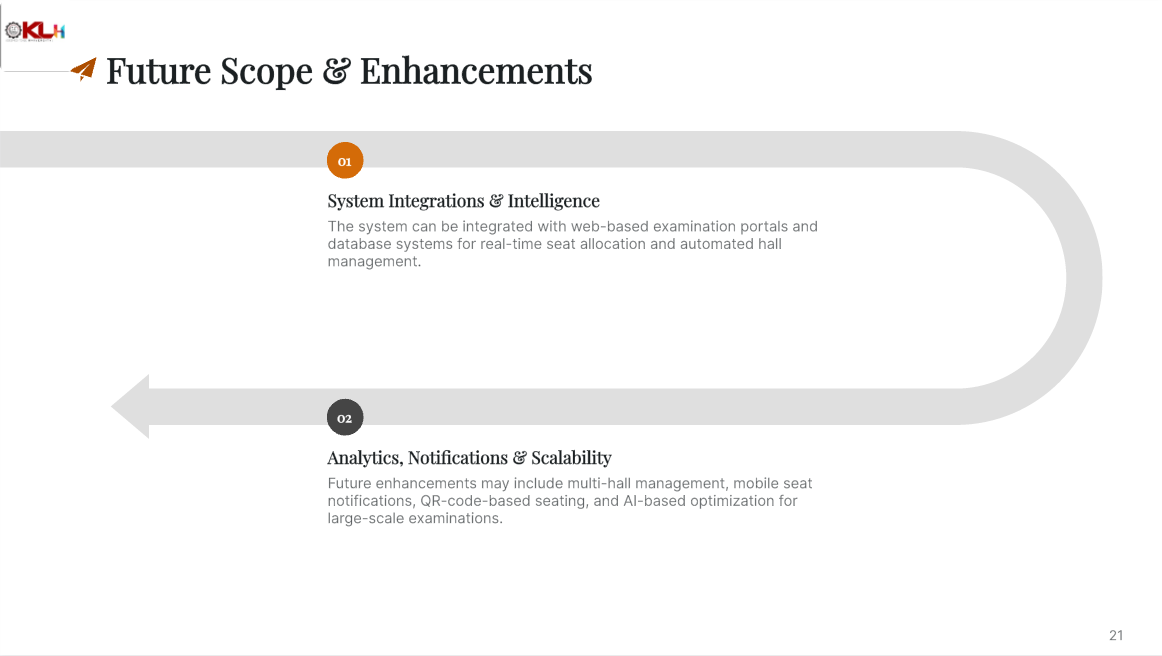 KLH
Future Scope & Enhancements
01
System Integrations & Intelligence
The system can be integrated with web-based examination portals and
database systems for real-time seat allocation and automated hall
management.
02
Analytics, Notifications & Scalability
Future enhancements may include multi-hall management, mobile seat
notifications, QR-code-based seating, and AI-based optimization for
large-scale examinations.
21